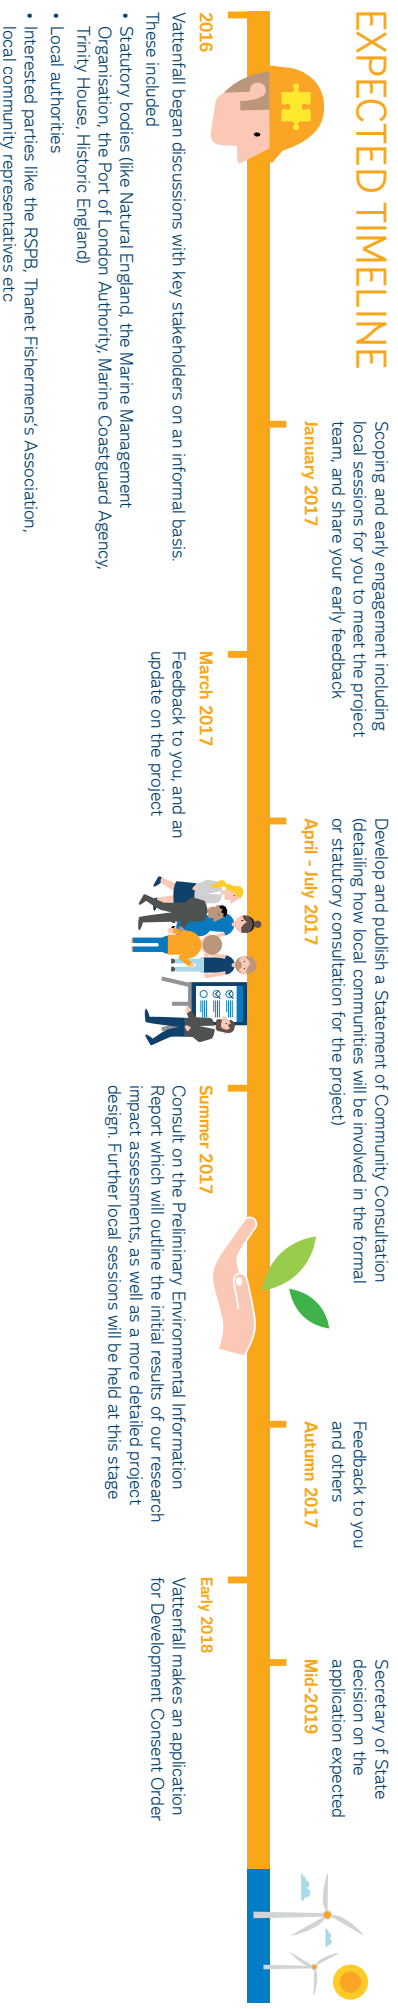 EXPECTED TIMELINE
2016
Vattenfall began discussions with key stakeholders on an informal basis.
These included
• Statutory bodies (like Natural England, the Marine Management
Organisation, the Port of London Authority, Marine Coastguard Agency,
Trinity House, Historic England)
• Local authorities
• Interested parties like the RSPB, Thanet Fishermens's Association,
local community representatives etc
Scoping and early engagement including
local sessions for you to meet the project
team, and share your early feedback
January 2017
March 2017
Feedback to you, and an
update on the project
Develop and publish a Statement of Community Consultation
(detailing how local communities will be involved in the formal
or statutory consultation for the project)
April - July 2017
Summer 2017
Consult on the Preliminary Environmental Information
Report which will outline the initial results of our research
impact assessments, as well as a more detailed project
design. Further local sessions will be held at this stage
Feedback to you
and others
Autumn 2017
Early 2018
Vattenfall makes an application
for Development Consent Order
Secretary of State
decision on the
application expected
Mid-2019